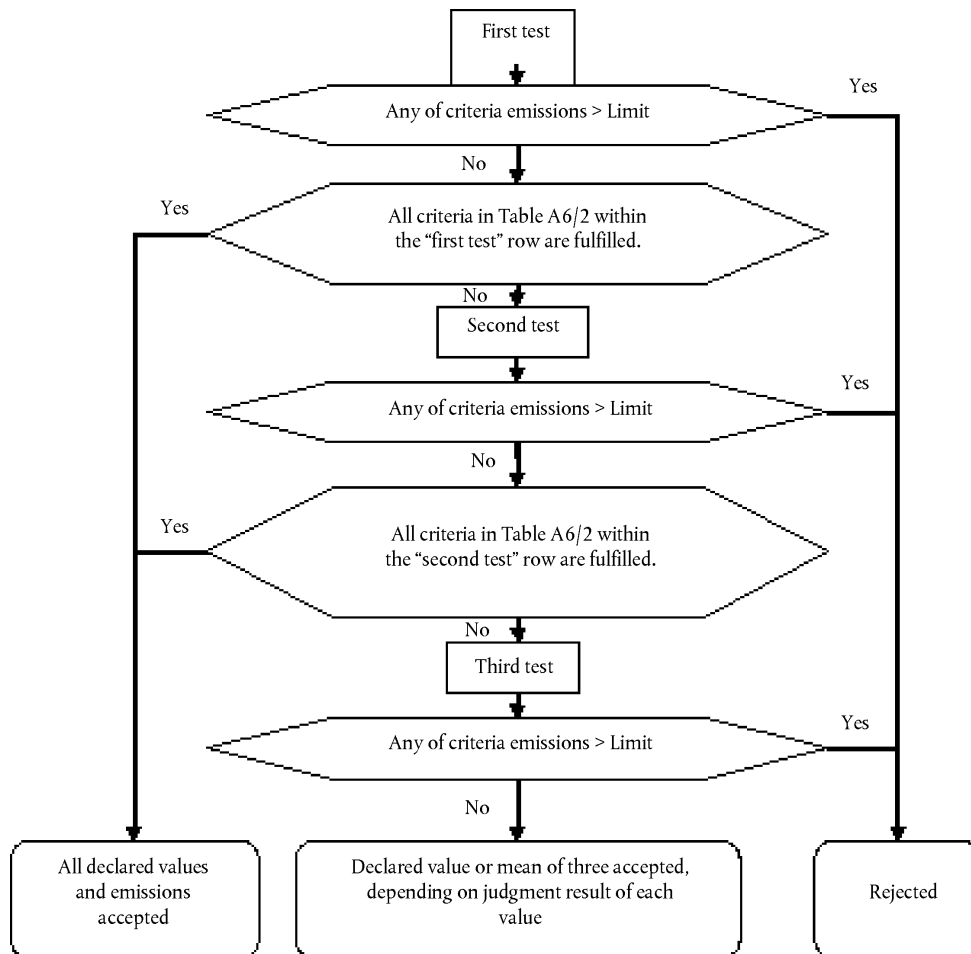 First test
Yes
Any of criteria emissions > Limit
No
Yes
All criteria in Table A6/2 within
the “first test” row are fulfilled.
No
Second test
Yes
Any of criteria emissions > Limit
No
Yes
All criteria in Table A6/2 within
the “second test” row are fulfilled.
No
Third test
Yes
Any of criteria emissions > Limit
No
All declared values
and emissions
accepted
Declared value or mean of three accepted,
depending on judgment result of each
value
Rejected